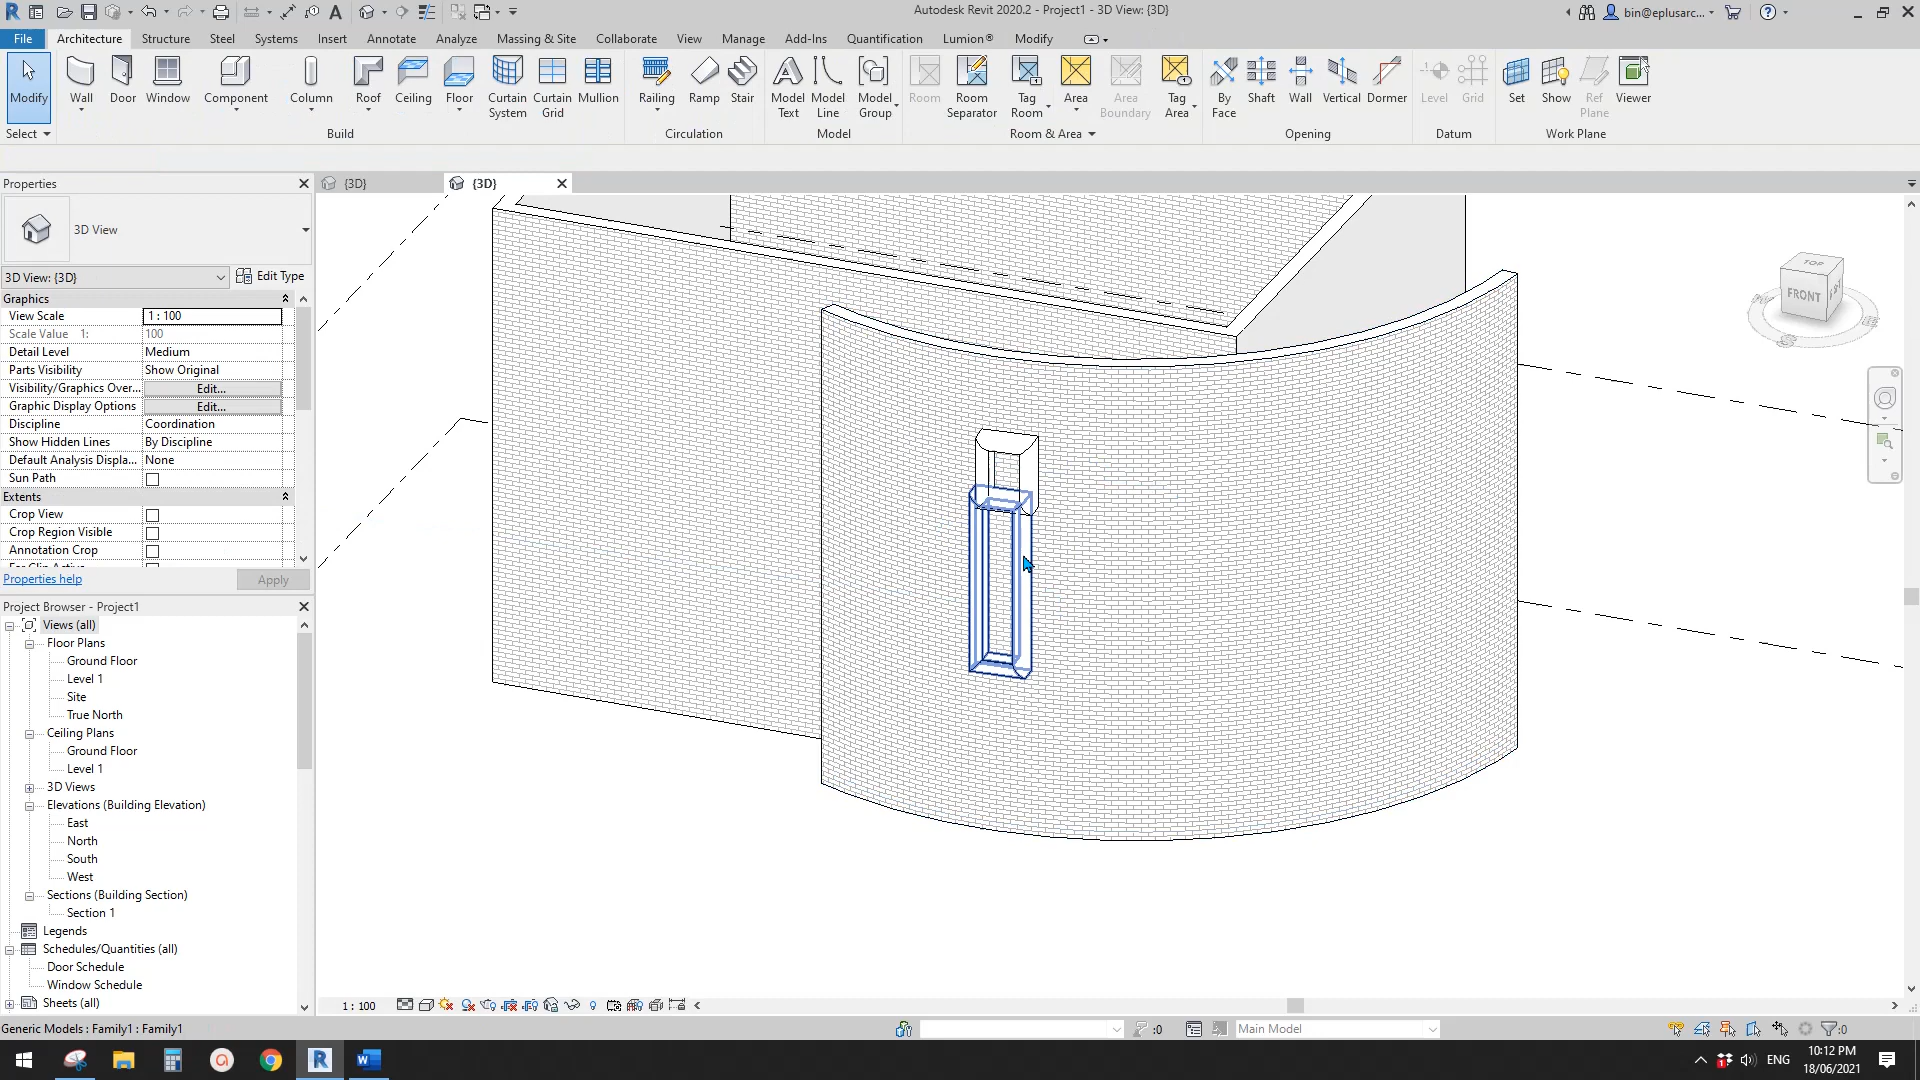 Autodesk Revit 2020.2 - Project1 - 3D View: {3D}
bin@eplusarc...
File Architecture Structure Steel Systems Insert Annotate Analyze Massing & Site Collaborate View Manage Add-Ins Quantification Lumion® Modify
Modify Wall Door Window Component Column Roof Ceiling Floor Curtain System Curtain Grid Mullion Railing Ramp Stair Model Text Model Line Model Group Room Room Separator Tag Room Area Area Boundary Tag Area By Face Shaft Wall Vertical Dormer Level Grid Set Show Ref Plane Viewer
Select Build Circulation Model Room & Area Opening Datum Work Plane
Properties
{3D} {3D}
3D View
3D View: {3D} Edit Type
Graphics
View Scale 1 : 100
Scale Value 1: 100
Detail Level Medium
Parts Visibility Show Original
Visibility/Graphics Over... Edit...
Graphic Display Options Edit...
Discipline Coordination
Show Hidden Lines By Discipline
Default Analysis Displa... None
Sun Path
Extents
Crop View
Crop Region Visible
Annotation Crop
Properties help Apply
TOP
FRONT
Project Browser - Project1
Views (all)
Floor Plans
Ground Floor
Level 1
Site
True North
Ceiling Plans
Ground Floor
Level 1
3D Views
Elevations (Building Elevation)
East
North
South
West
Sections (Building Section)
Section 1
Legends
Schedules/Quantities (all)
Door Schedule
Window Schedule
Sheets (all)
1 : 100
Generic Models : Family1 : Family1
:0
Main Model
:0
ENG
10:12 PM
18/06/2021